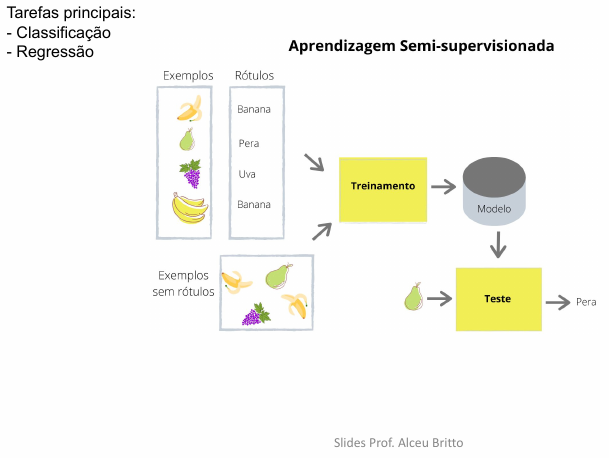 Tarefas principais:
- Classificação
- Regressão
Aprendizagem Semi-supervisionada
Exemplos
Rótulos
Banana
Pera
Uva
Banana
Treinamento
Modelo
Exemplos
sem rótulos
Teste
Pera
Slides Prof. Alceu Britto